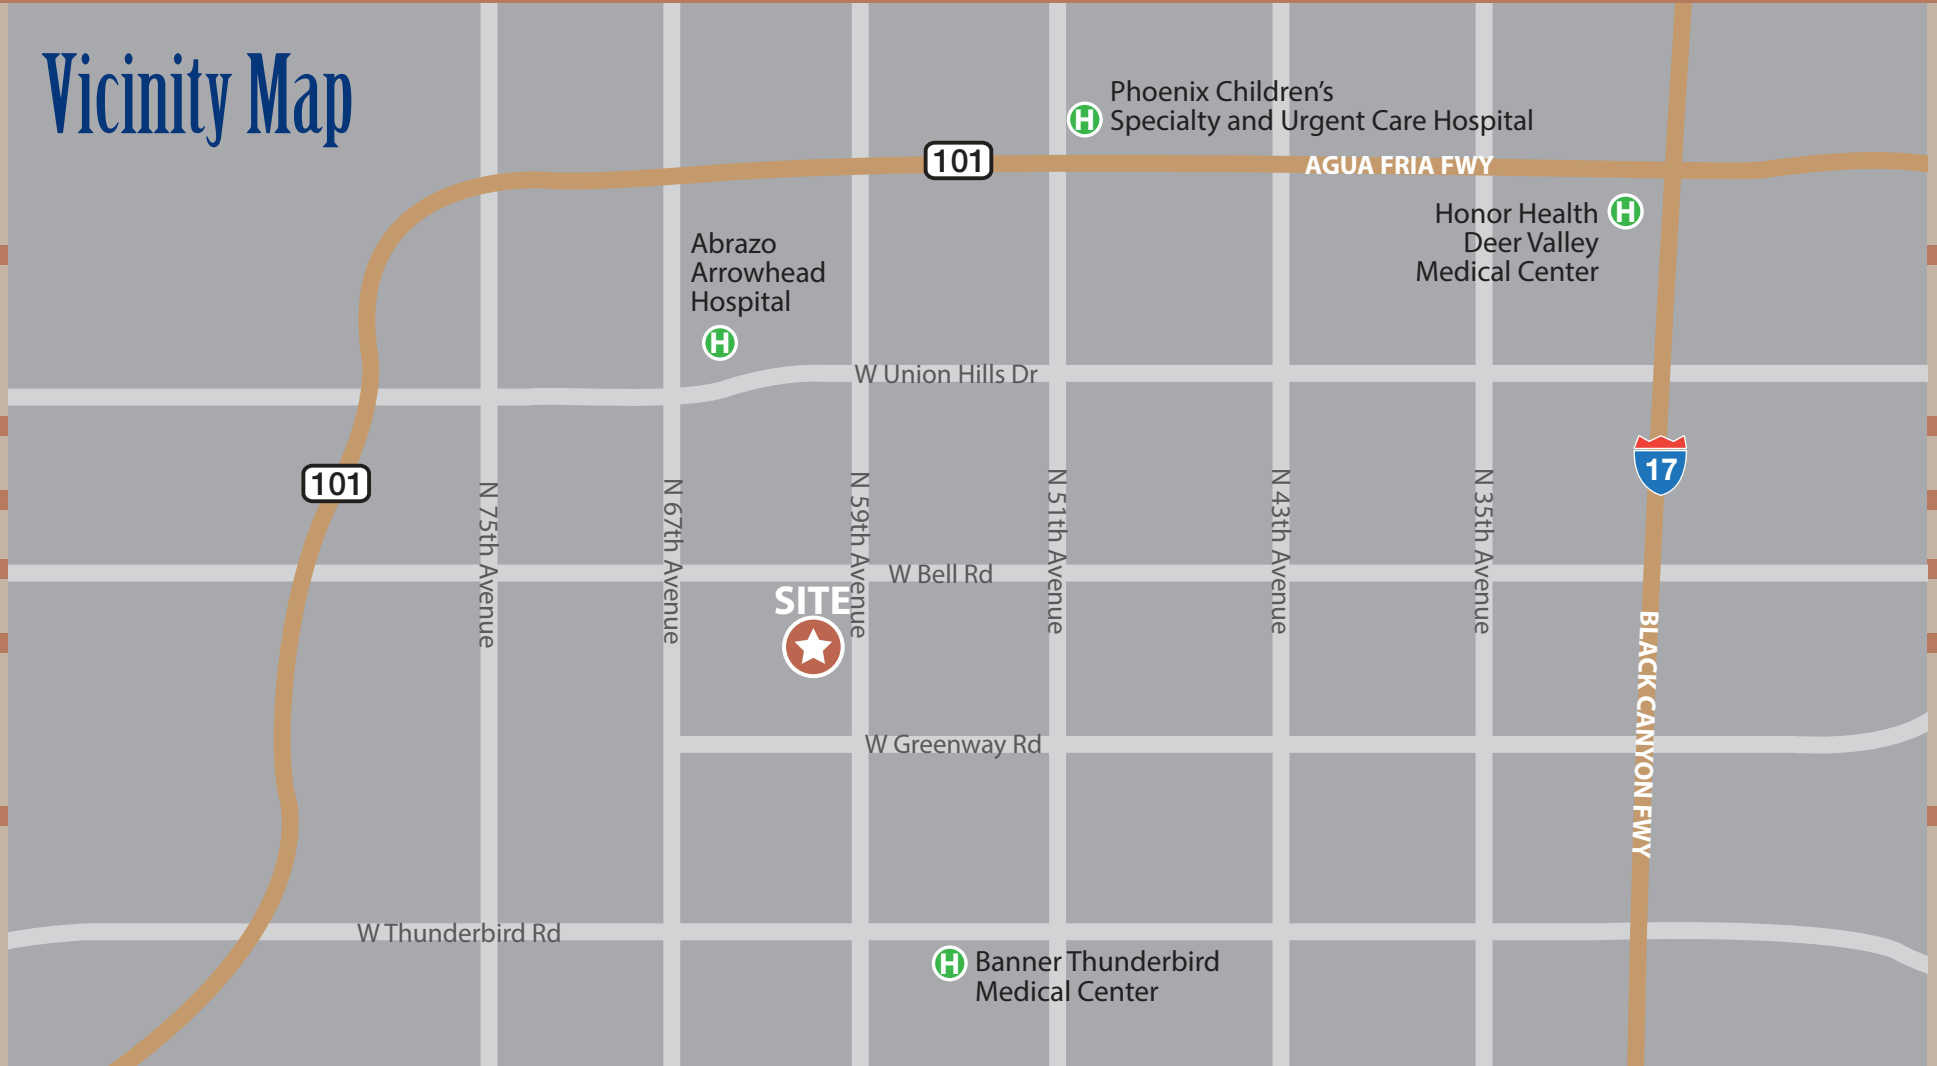 Vicinity Map
Phoenix Children's
H Specialty and Urgent Care Hospital
101
AGUA FRIA FWY
Honor Health H
Deer Valley
Medical Center
Abrazo
Arrowhead
Hospital
H
W Union Hills Dr
101
17
N 75th Avenue
N 67th Avenue
N 59th Avenue
N 51th Avenue
N 43th Avenue
N 35th Avenue
W Bell Rd
SITE
BLACK CANYON FWY
W Greenway Rd
W Thunderbird Rd
H Banner Thunderbird
Medical Center